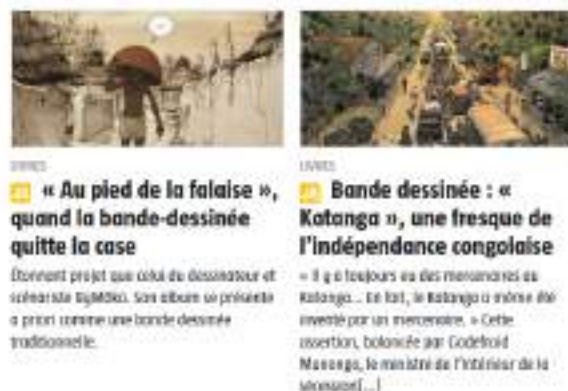 LIVRES
« Au pied de la falaise »,
quand la bande-dessinée
quitte la case
Étonnant projet que celui du dessinateur et
scénariste GyMôko. Son album se présente
a priori comme une bande dessinée
traditionnelle.
LIVRES
Bande dessinée : «
Katanga », une fresque de
l'indépendance congolaise
« Il y a toujours eu des mercenaires au
Katanga... En fait, le Katanga a même été
inventé par un mercenaire. » Cette
assertion, balancée par Godefroid
Munongo, le ministre de l'Intérieur de la
sécession[...]